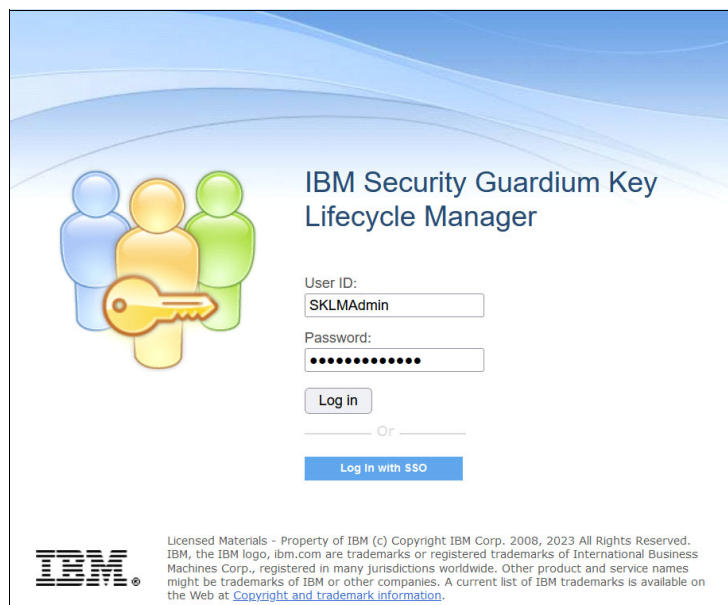 IBM Security Guardium Key
Lifecycle Manager
User ID:
SKLMAdmin
Password:
●●●●●●●●●●●●●
Log in
Or
Log In with SSO
Licensed Materials - Property of IBM (c) Copyright IBM Corp. 2008, 2023 All Rights Reserved.
IBM, the IBM logo, ibm.com are trademarks or registered trademarks of International Business
Machines Corp., registered in many jurisdictions worldwide. Other product and service names
might be trademarks of IBM or other companies. A current list of IBM trademarks is available on
the Web at Copyright and trademark information.
IBM®